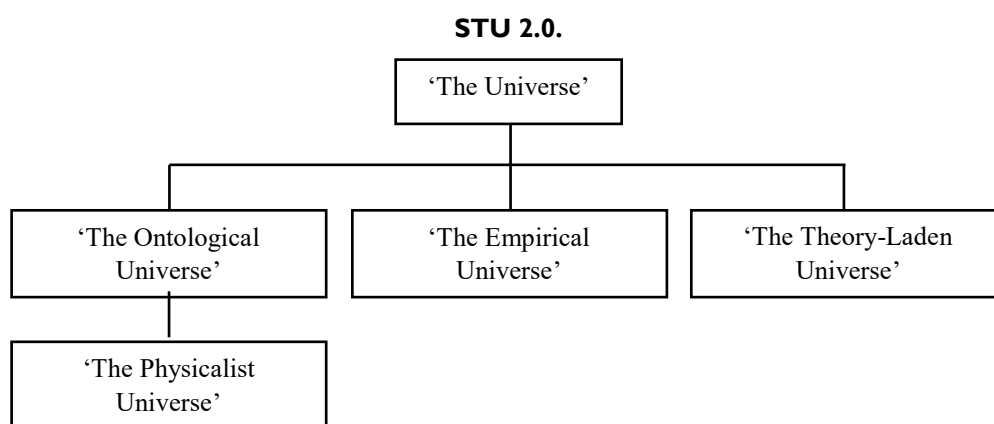 STU 2.0.
‘The Universe’
‘The Ontological
Universe’
‘The Empirical
Universe’
‘The Theory-Laden
Universe’
‘The Physicalist
Universe’